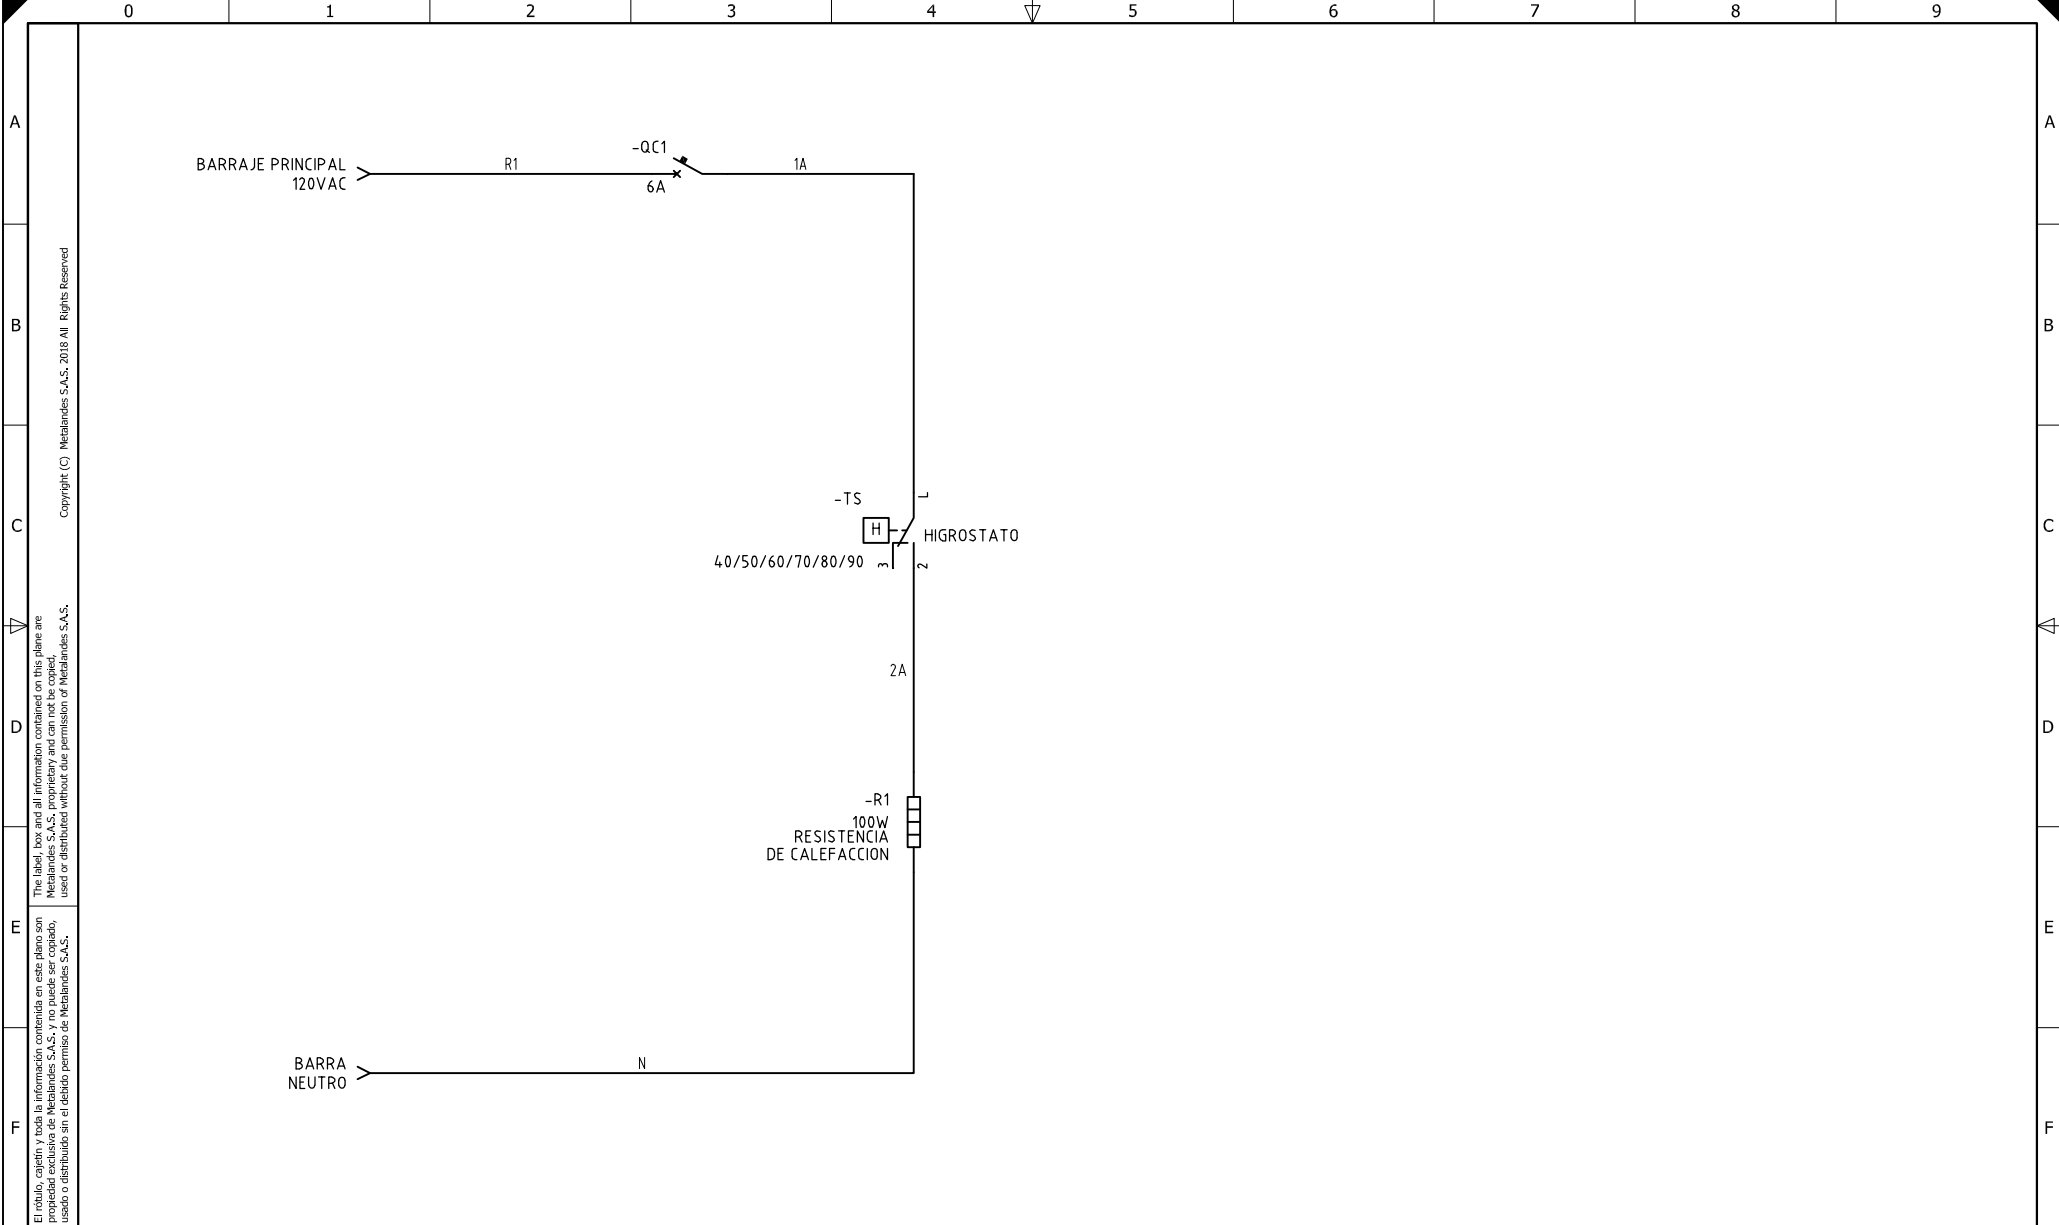 0 1 2 3 4 5 6 7 8 9
A A
-QC1
BARRAJE PRINCIPAL R1 1A
120VAC 6A
B B
-TS L
C H HIGROSTATO C
40/50/60/70/80/90 3 2
2A
D D
-R1
100W
RESISTENCIA
DE CALEFACCION
E E
BARRA N
NEUTRO
F F
Copyright (C) Metalandes S.A.S. 2018 All Rights Reserved
The label, box and all information contained on this plane are
Metalandes S.A.S. proprietary and can not be copied,
used or distributed without due permission of Metalandes S.A.S.
El rótulo, cajetín y toda la información contenida en este plano son
propiedad exclusiva de Metalandes S.A.S. y no puede ser copiado,
usado o distribuido sin el debido permiso de Metalandes S.A.S.